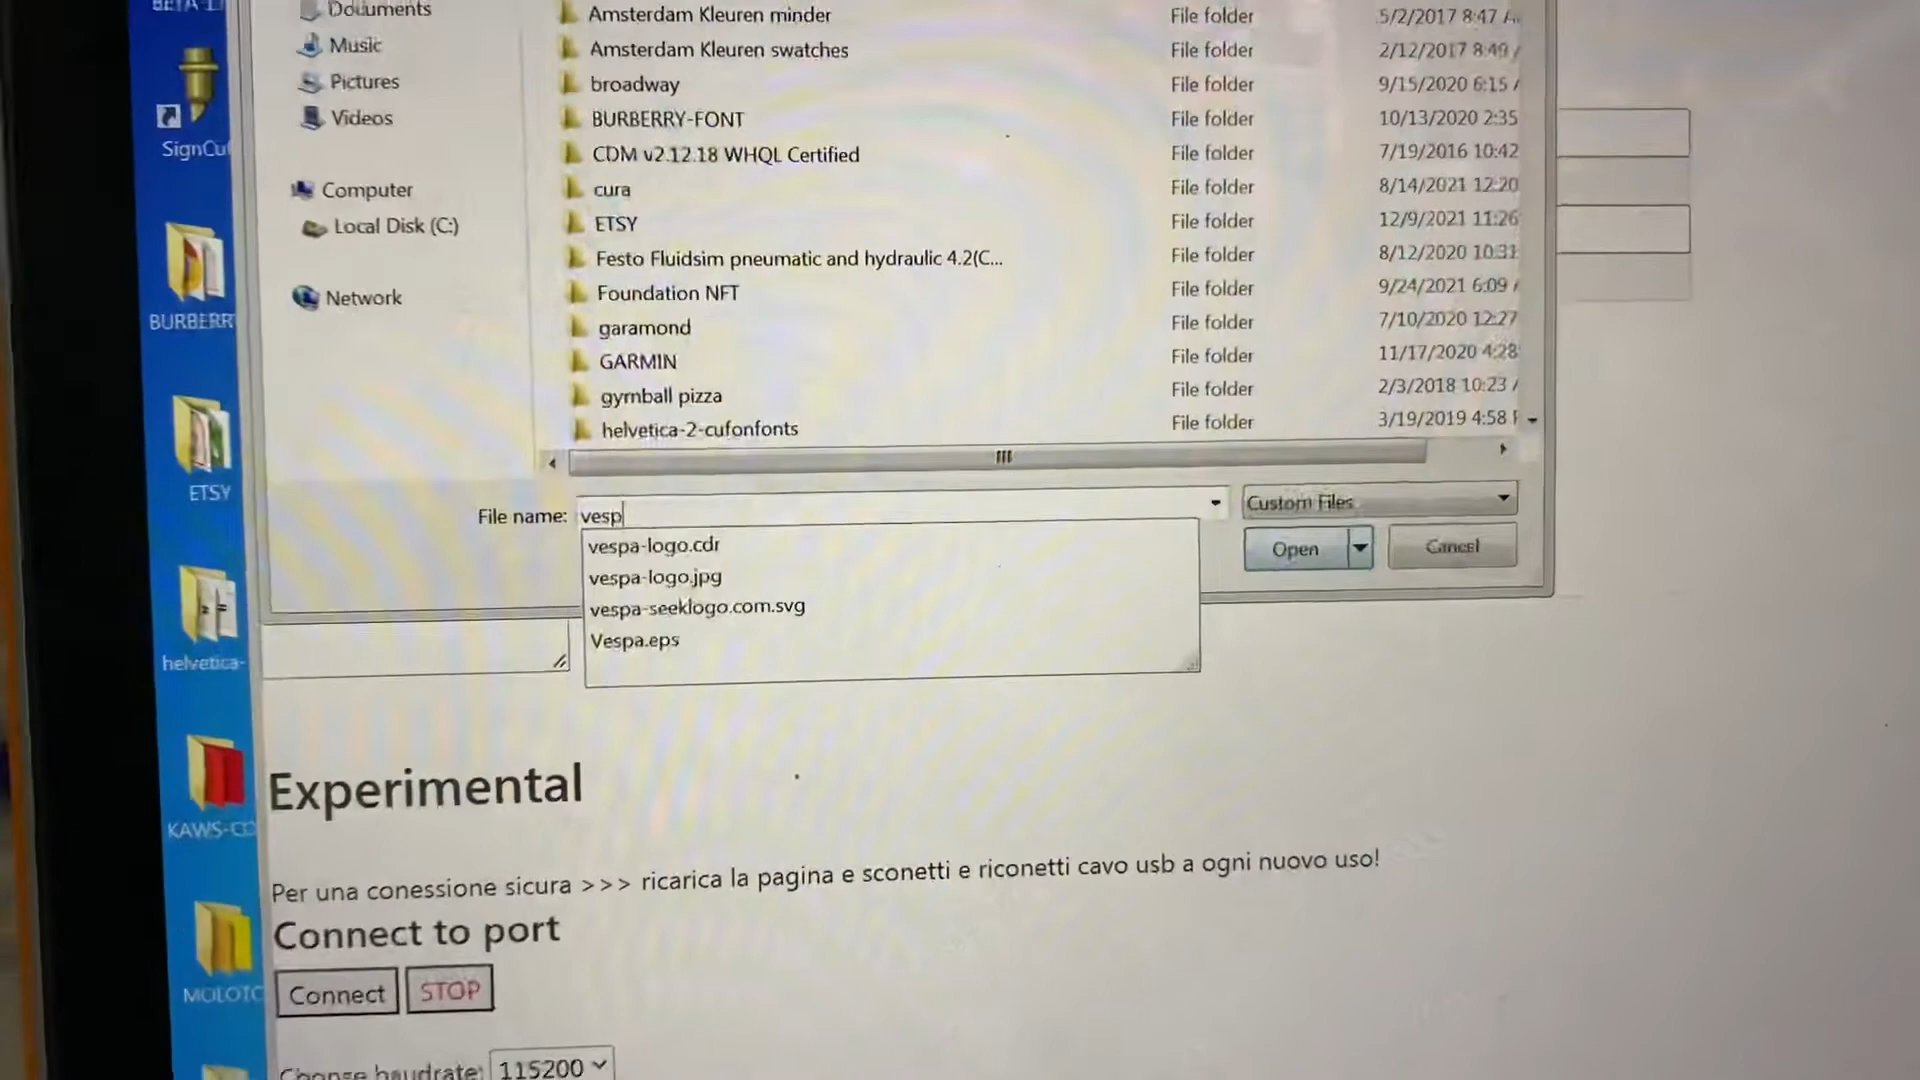 Documents
Amsterdam Kleuren minder File folder 5/2/2017 8:47
Music
Amsterdam Kleuren swatches File folder 2/12/2017 8:49
Pictures
broadway File folder 9/15/2020 6:15
Videos
BURBERRY-FONT File folder 10/13/2020 2:35
SignCu
CDM v2.12.18 WHQL Certified File folder 7/19/2016 10:42
Computer
cura File folder 8/14/2021 12:20
Local Disk (C:)
ETSY File folder 12/9/2021 11:26
Festo Fluidsim pneumatic and hydraulic 4.2(C... File folder 8/12/2020 10:31
Network
Foundation NFT File folder 9/24/2021 6:09
BURBERR
garamond File folder 7/10/2020 12:27
GARMIN File folder 11/17/2020 4:28
gymball pizza File folder 2/3/2018 10:23
helvetica-2-cufonfonts File folder 3/19/2019 4:58
ETSY
File name: vesp Custom Files
vespa-logo.cdr
Open Cancel
vespa-logo.jpg
vespa-seeklogo.com.svg
Vespa.eps
helvetica-
Experimental
KAWS-CO
Per una conessione sicura >>> ricarica la pagina e sconetti e riconetti cavo usb a ogni nuovo uso!
Connect to port
MOLOTO
Connect STOP
Change baudrate: 115200